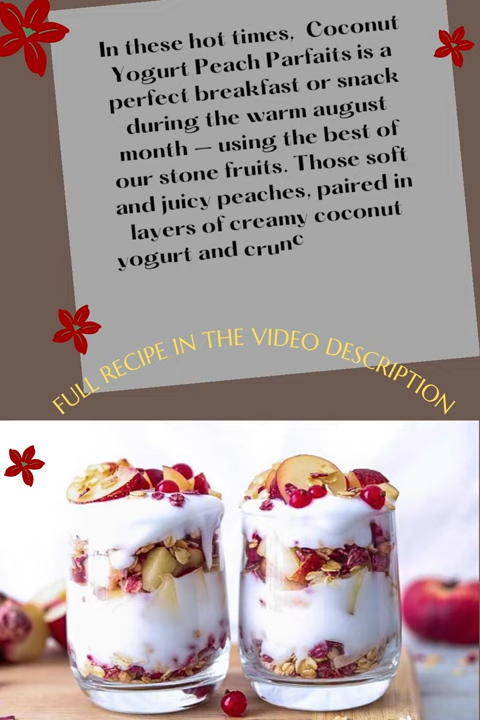 In these hot times, Coconut
Yogurt Peach Parfaits is a
perfect breakfast or snack
during the warm august
month – using the best of
our stone fruits. Those soft
and juicy peaches, paired in
layers of creamy coconut
yogurt and crunc
FULL RECIPE IN THE VIDEO DESCRIPTION